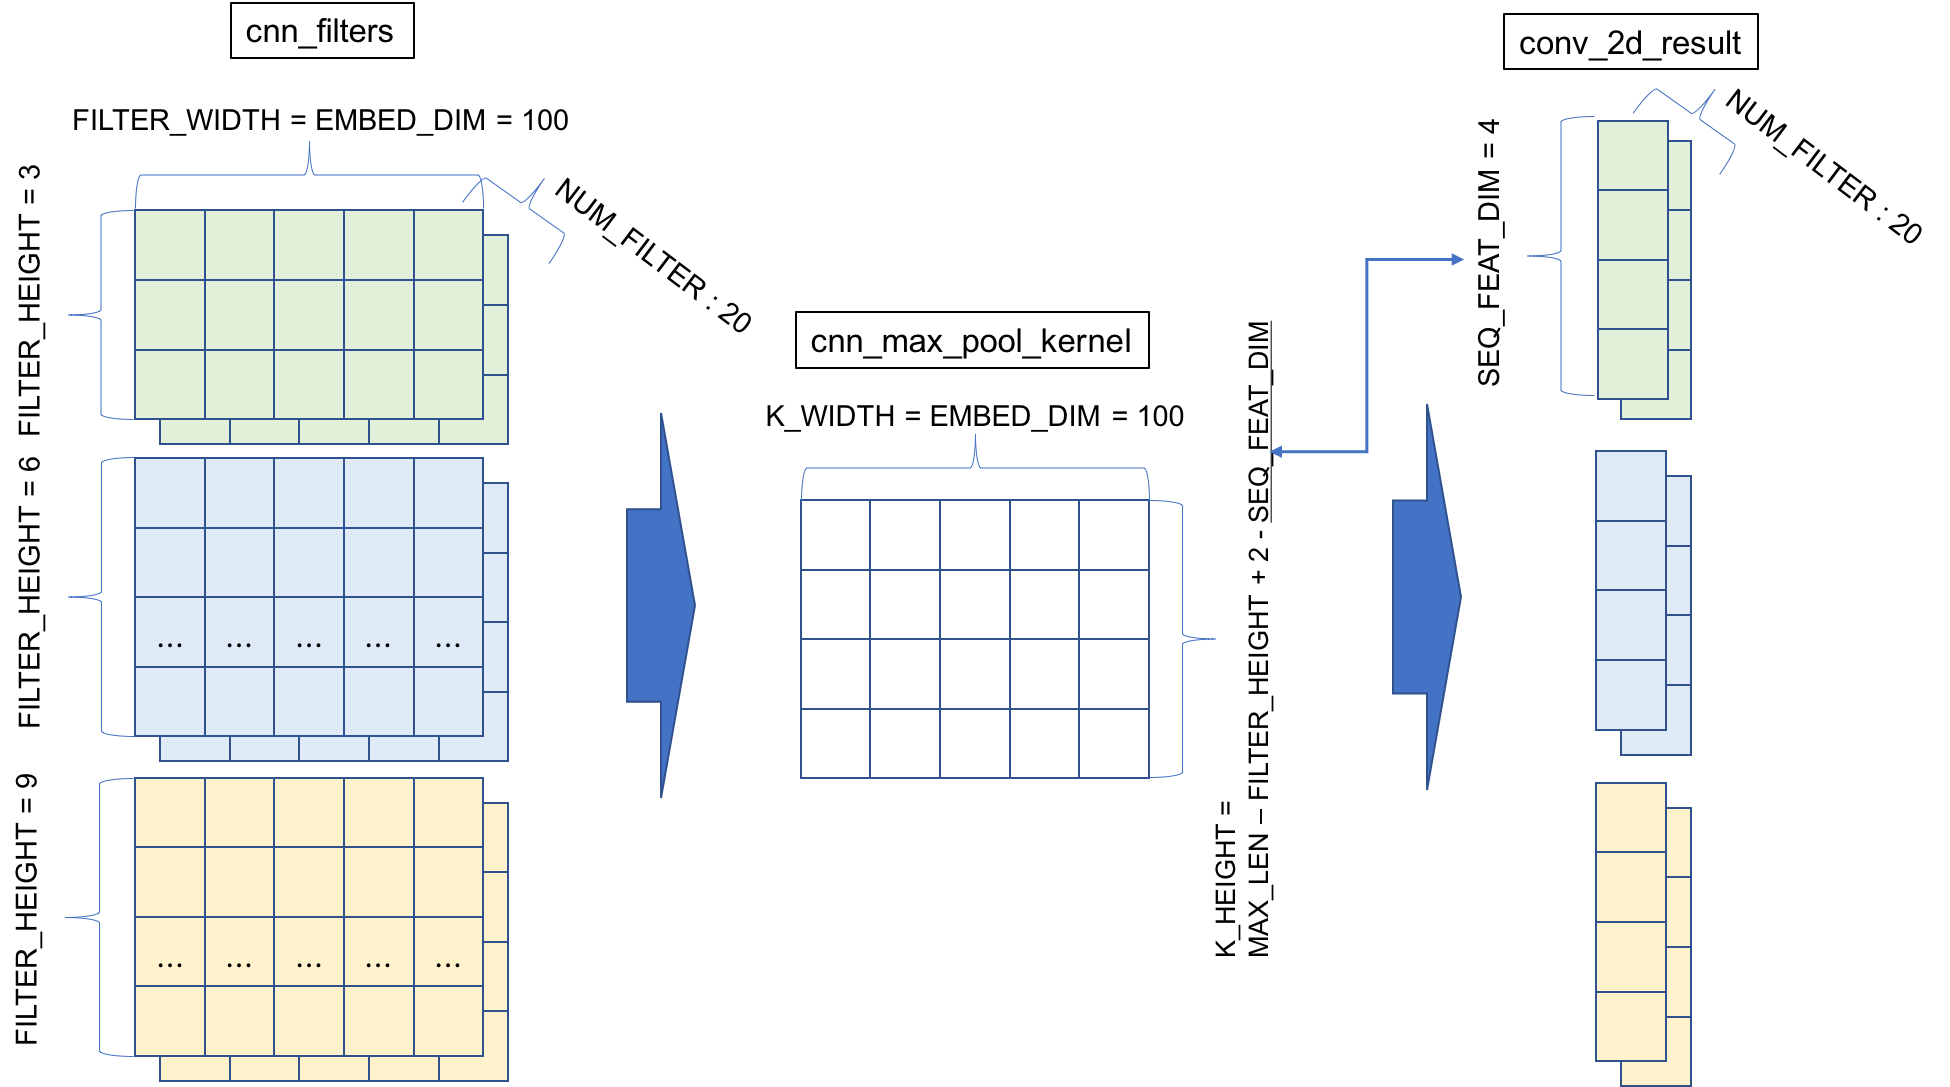 cnn_filters
FILTER_WIDTH = EMBED_DIM = 100
FILTER_HEIGHT = 3
NUM_FILTER : 20
FILTER_HEIGHT = 6
... ... ... ... ...
FILTER_HEIGHT = 9
... ... ... ... ...
cnn_max_pool_kernel
K_WIDTH = EMBED_DIM = 100
K_HEIGHT =
MAX_LEN – FILTER_HEIGHT + 2 - SEQ_FEAT_DIM
conv_2d_result
SEQ_FEAT_DIM = 4
NUM_FILTER : 20